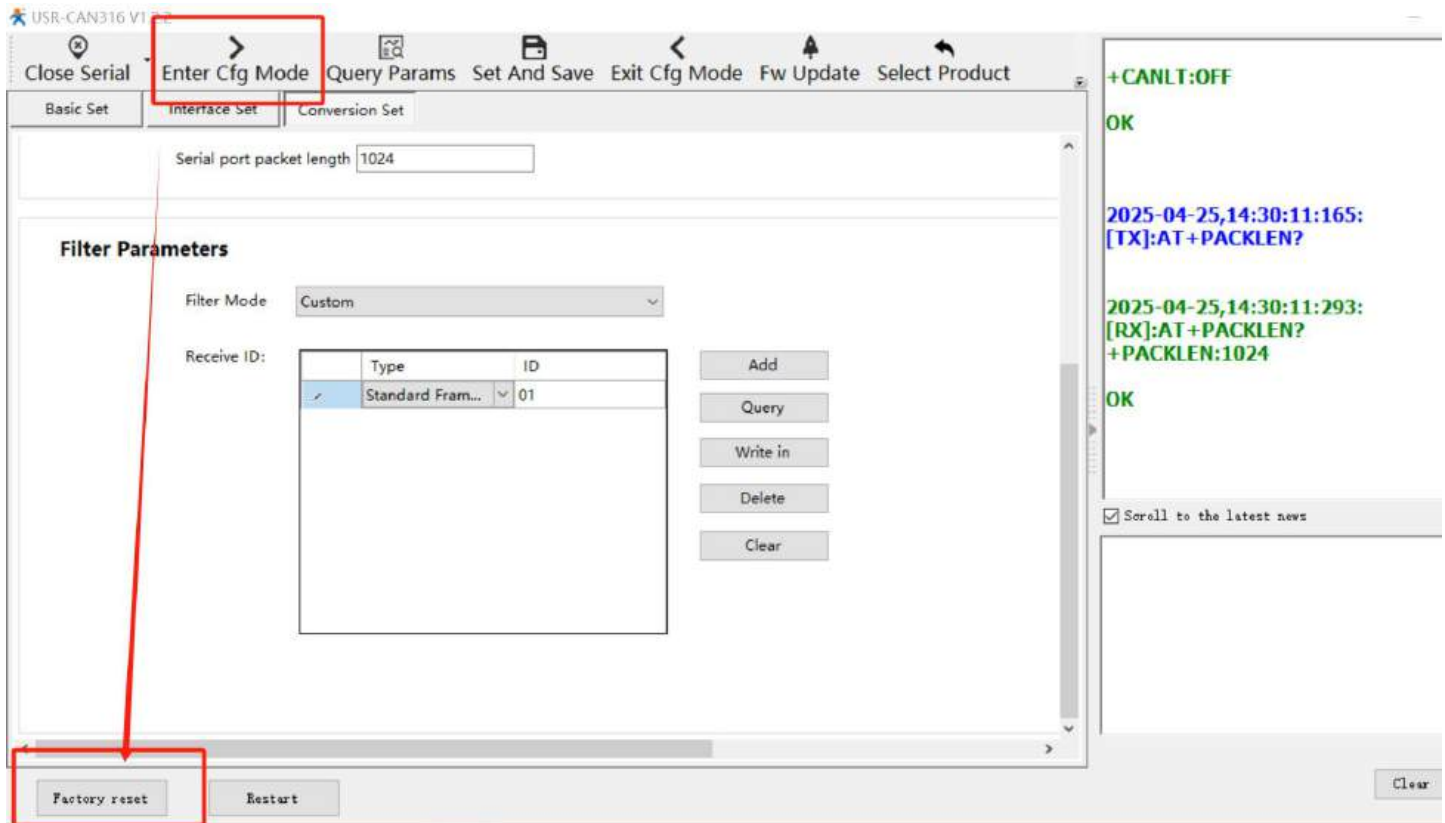 USR-CAN316 V1.2.2
Close Serial Enter Cfg Mode Query Params Set And Save Exit Cfg Mode Fw Update Select Product
Basic Set Interface Set Conversion Set
Serial port packet length 1024
Filter Parameters
Filter Mode Custom
Receive ID:
Type ID
Standard Fram... 01
Add
Query
Write in
Delete
Clear
Factory reset Restart
+CANLT:OFF
OK
2025-04-25,14:30:11:165:
[TX]:AT+PACKLEN?
2025-04-25,14:30:11:293:
[RX]:AT+PACKLEN?
+PACKLEN:1024
OK
Scroll to the latest news
Clear